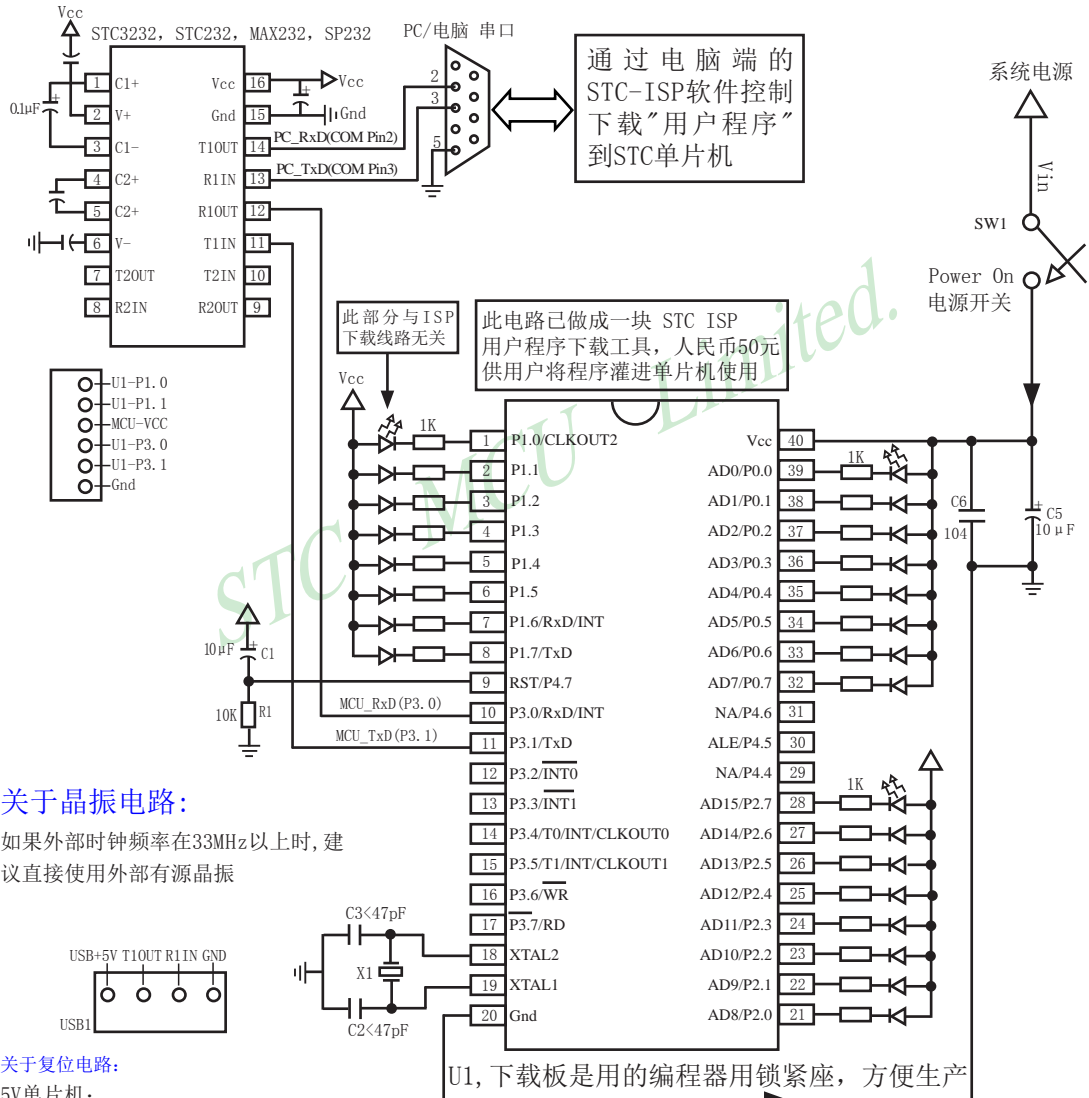 Vcc
STC3232, STC232, MAX232, SP232
PC/电脑 串口
0.1μF
+
1 C1+
2 V+
3 C1-
4 C2+
5 C2+
6 V-
7 T2OUT
8 R2IN
Vcc 16
Gnd 15
T1OUT 14
R1IN 13
R1OUT 12
T1IN 11
T2IN 10
R2OUT 9
+
Vcc
Gnd
PC_RxD(COM Pin2)
PC_TxD(COM Pin3)
2
3
5
通过电脑端的
STC-ISP软件控制
下载"用户程序"
到STC单片机
系统电源
Vin
SW1
Power On
电源开关
U1-P1.0
U1-P1.1
MCU-VCC
U1-P3.0
U1-P3.1
Gnd
此部分与ISP
下载线路无关
此电路已做成一块 STC ISP
用户程序下载工具, 人民币50元
供用户将程序灌进单片机使用
STC MCU Limited.
Vcc
1K
1 P1.0/CLKOUT2
2 P1.1
3 P1.2
4 P1.3
5 P1.4
6 P1.5
7 P1.6/RxD/INT
8 P1.7/TxD
9 RST/P4.7
10 P3.0/RxD/INT
11 P3.1/TxD
12 P3.2/INT0
13 P3.3/INT1
14 P3.4/T0/INT/CLKOUT0
15 P3.5/T1/INT/CLKOUT1
16 P3.6/WR
17 P3.7/RD
18 XTAL2
19 XTAL1
20 Gnd
Vcc 40
AD0/P0.0 39
AD1/P0.1 38
AD2/P0.2 37
AD3/P0.3 36
AD4/P0.4 35
AD5/P0.5 34
AD6/P0.6 33
AD7/P0.7 32
NA/P4.6 31
ALE/P4.5 30
NA/P4.4 29
AD15/P2.7 28
AD14/P2.6 27
AD13/P2.5 26
AD12/P2.4 25
AD11/P2.3 24
AD10/P2.2 23
AD9/P2.1 22
AD8/P2.0 21
1K
1K
C6
104
+
C5
10μF
10μF
+
C1
10K
R1
MCU_RxD(P3.0)
MCU_TxD(P3.1)
关于晶振电路:
如果外部时钟频率在33MHz以上时,建
议直接使用外部有源晶振
C3<47pF
X1
C2<47pF
USB+5V T1OUT R1IN GND
USB1
关于复位电路:
5V单片机:
U1,下载板是用的编程器用锁紧座, 方便生产